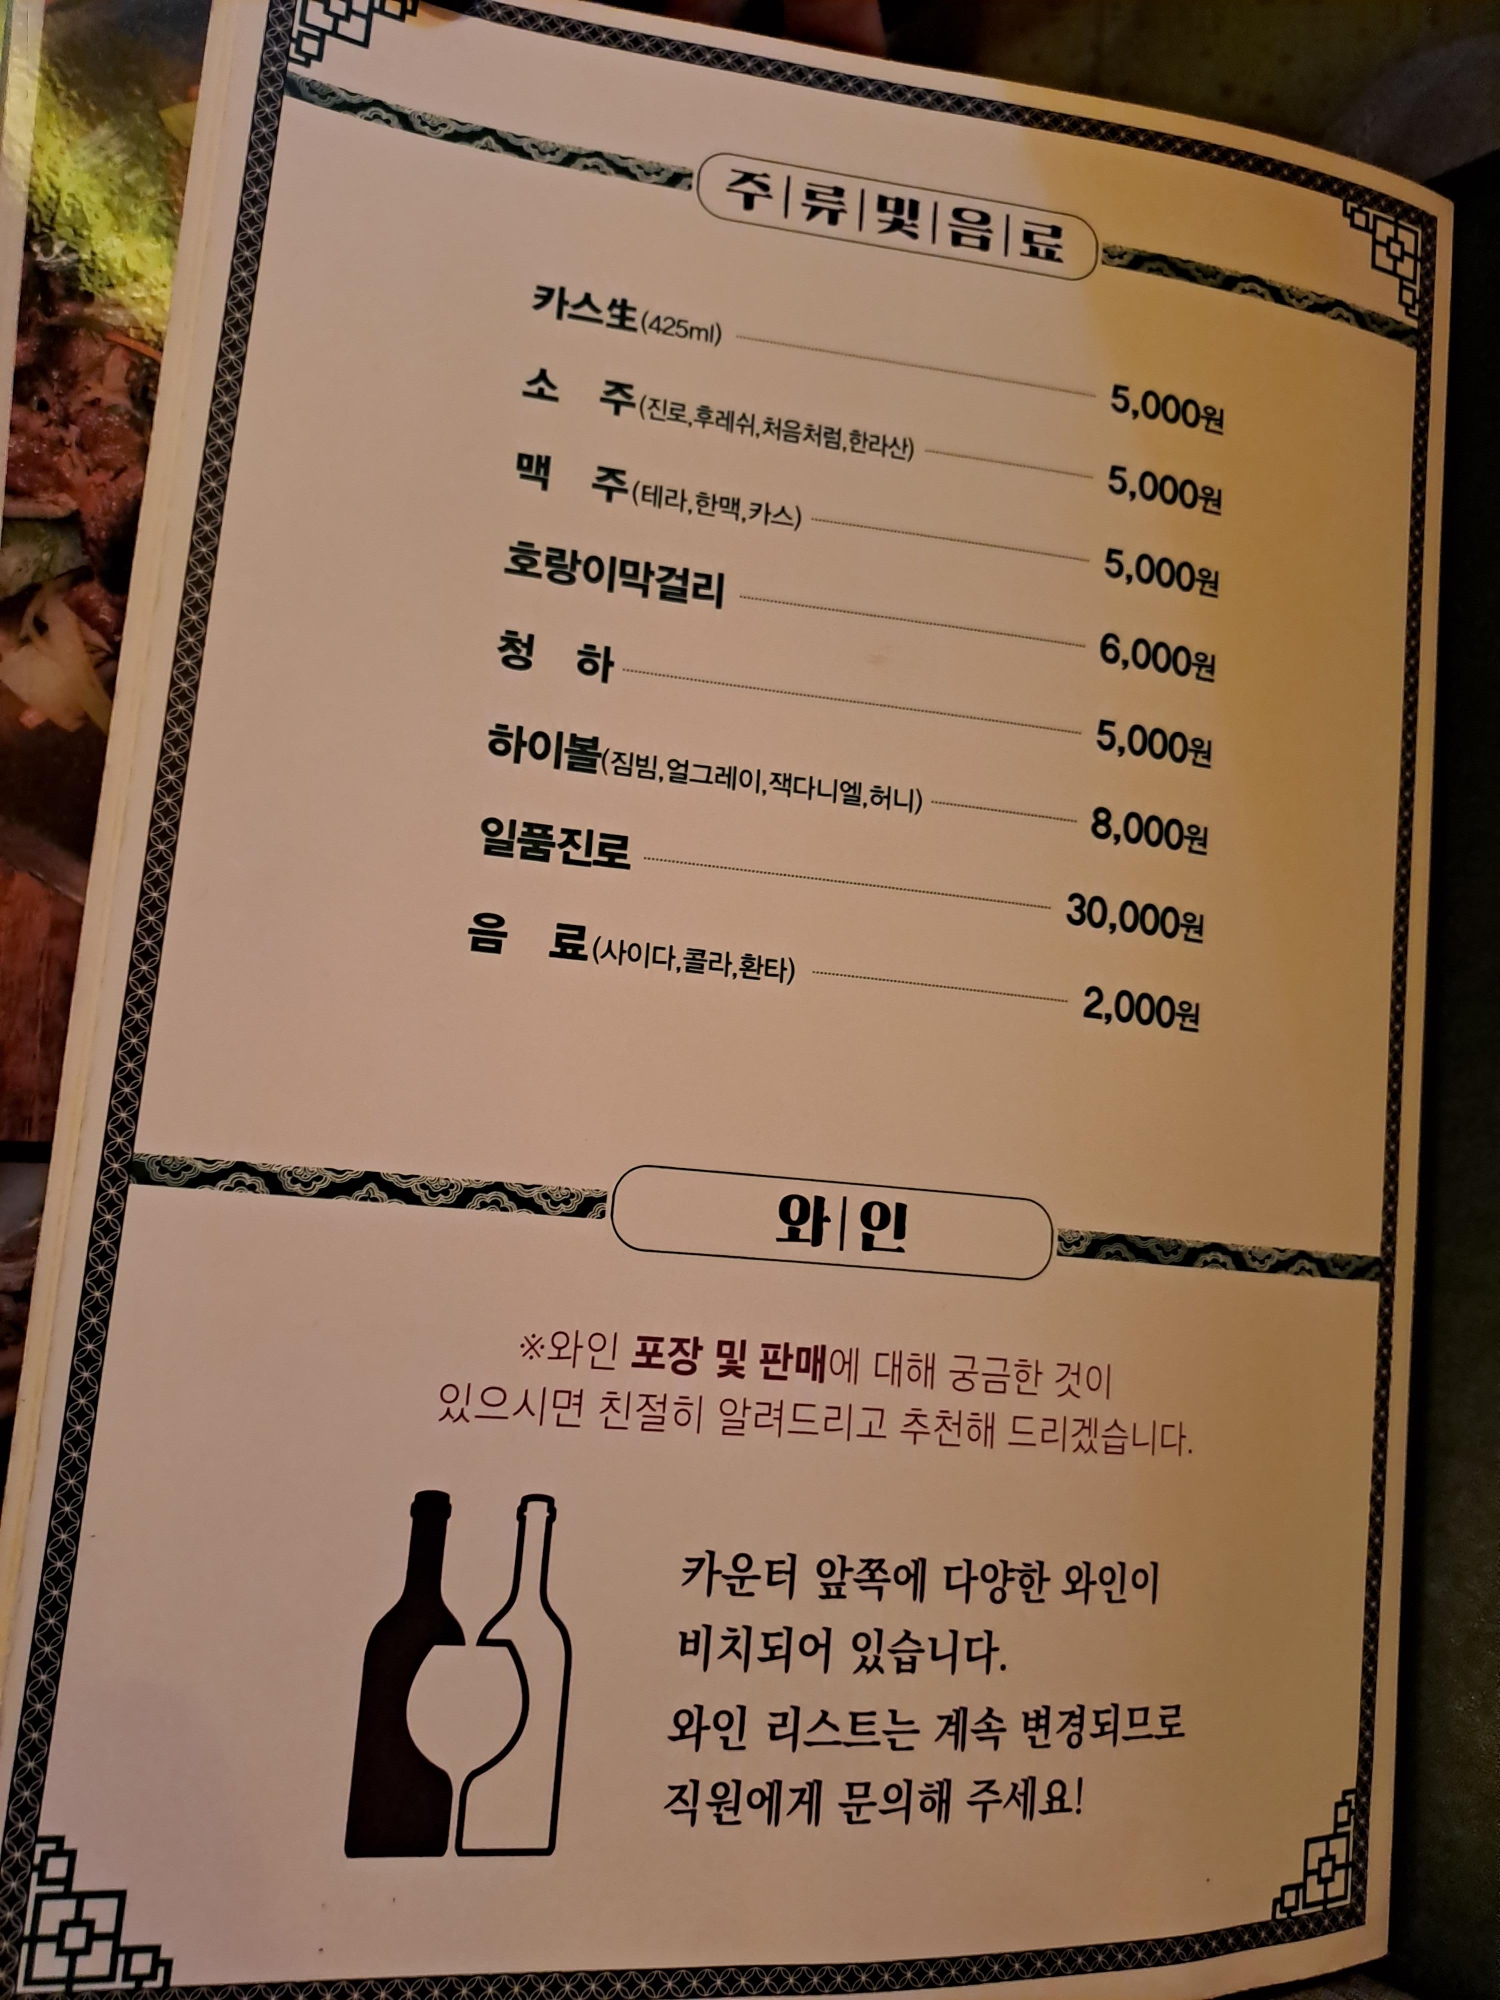 주|류|및|음|료
카스生(425ml) 5,000원
소 주(진로,후레쉬,처음처럼,한라산) 5,000원
맥 주(테라,한맥,카스) 5,000원
호랑이막걸리 6,000원
청 하 5,000원
하이볼(짐빔,얼그레이,잭다니엘,허니) 8,000원
일품진로 30,000원
음 료(사이다,콜라,환타) 2,000원
와|인
※와인 포장 및 판매에 대해 궁금한 것이
있으시면 친절히 알려드리고 추천해 드리겠습니다.
카운터 앞쪽에 다양한 와인이
비치되어 있습니다.
와인 리스트는 계속 변경되므로
직원에게 문의해 주세요!